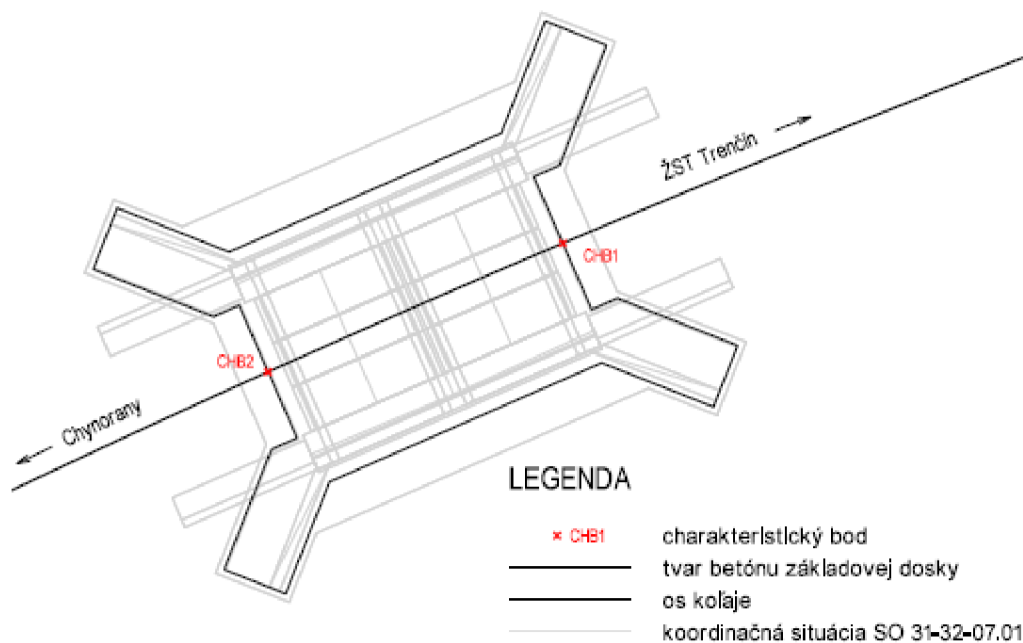 ŽST Trenčín
CHB1
CHB2
Chynorany
LEGENDA
CHB1 charakteristický bod
tvar betónu základovej dosky
os koľaje
koordinačná situácia SO 31-32-07.01